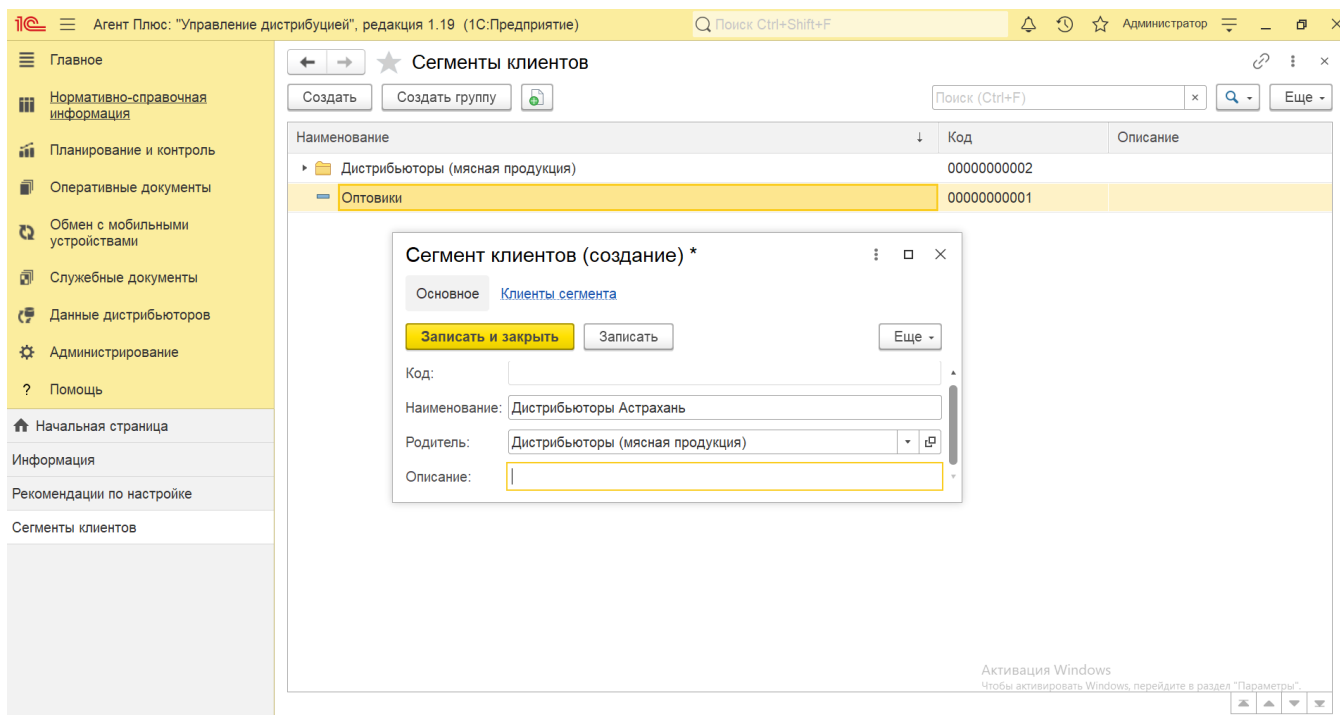 1С Агент Плюс: "Управление дистрибуцией", редакция 1.19 (1С:Предприятие) Поиск Ctrl+Shift+F Администратор
Главное
Нормативно-справочная
информация
Планирование и контроль
Оперативные документы
Обмен с мобильными
устройствами
Служебные документы
Данные дистрибьюторов
Администрирование
? Помощь
Начальная страница
Информация
Рекомендации по настройке
Сегменты клиентов
Сегменты клиентов
Создать Создать группу Поиск (Ctrl+F) × Еще
Наименование ↓ Код Описание
Дистрибьюторы (мясная продукция) 00000000002
Оптовики 00000000001
Сегмент клиентов (создание) *
Основное Клиенты сегмента
Записать и закрыть Записать Еще
Код:
Наименование: Дистрибьюторы Астрахань
Родитель: Дистрибьюторы (мясная продукция)
Описание:
Активация Windows
Чтобы активировать Windows, перейдите в раздел "Параметры".